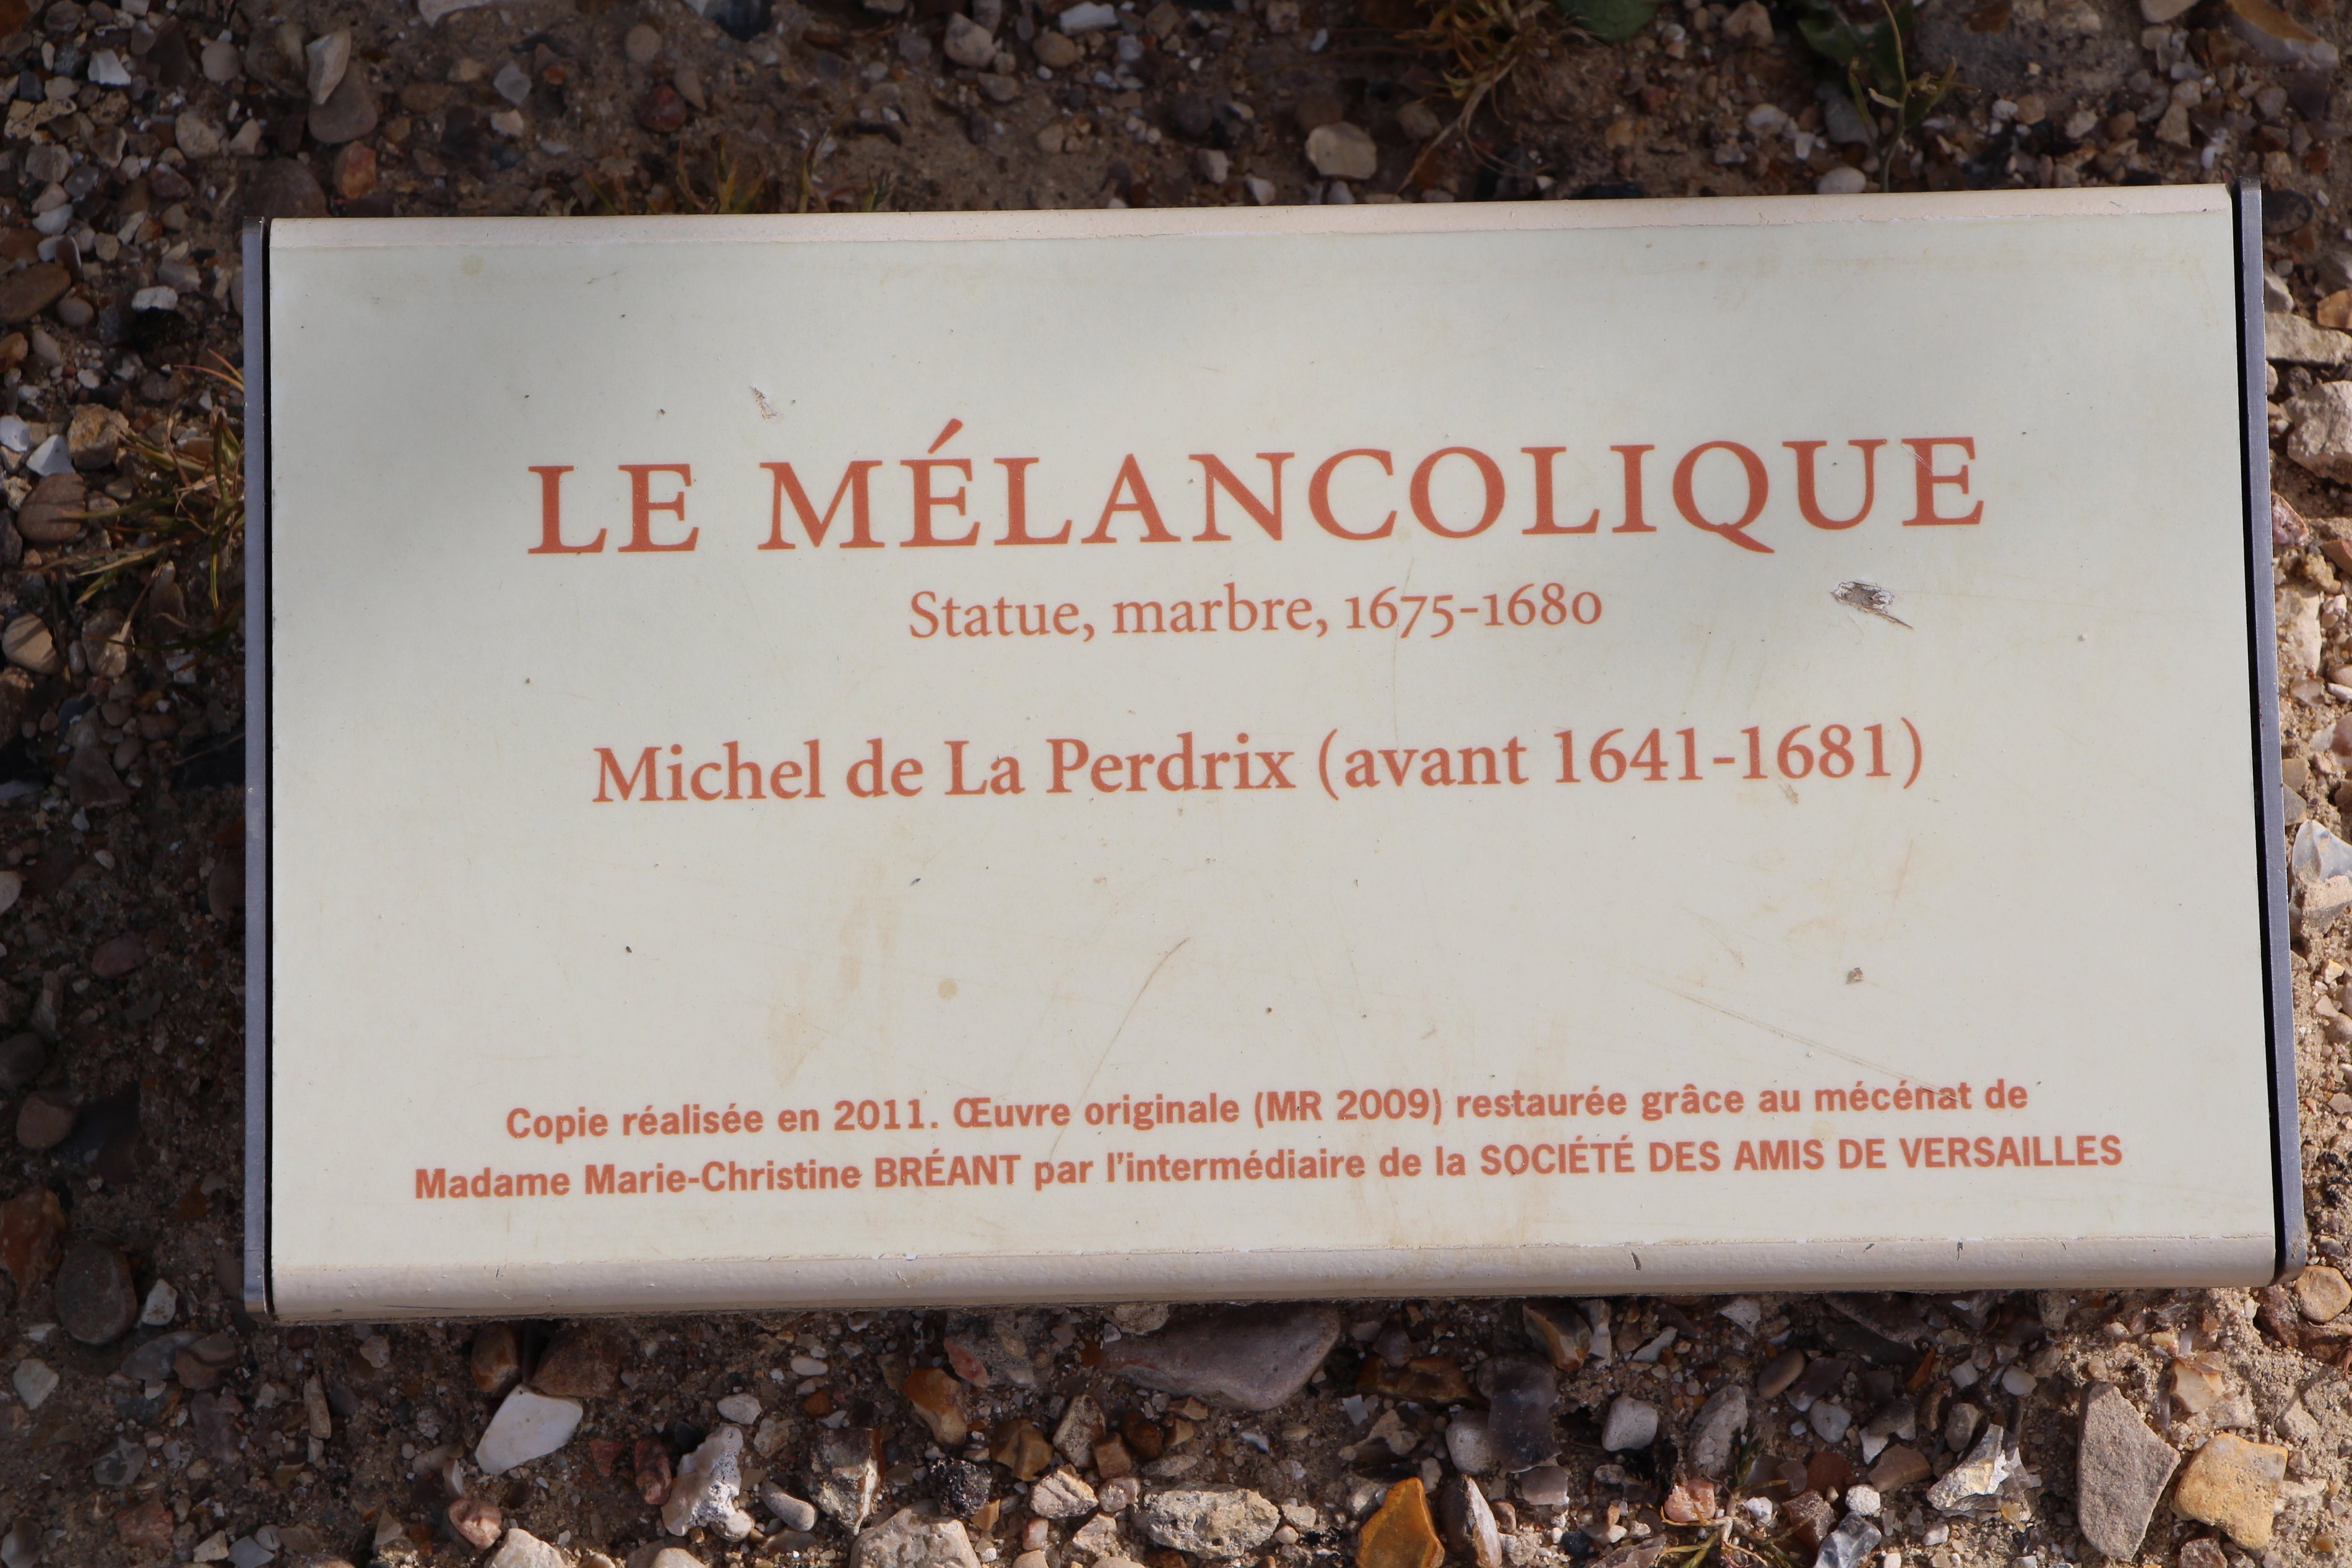 LE MÉLANCOLIQUE
Statue, marbre, 1675-1680
Michel de La Perdrix (avant 1641-1681)
Copie réalisée en 2011. Œuvre originale (MR 2009) restaurée grâce au mécénat de
Madame Marie-Christine BRÉANT par l'intermédiaire de la SOCIÉTÉ DES AMIS DE VERSAILLES